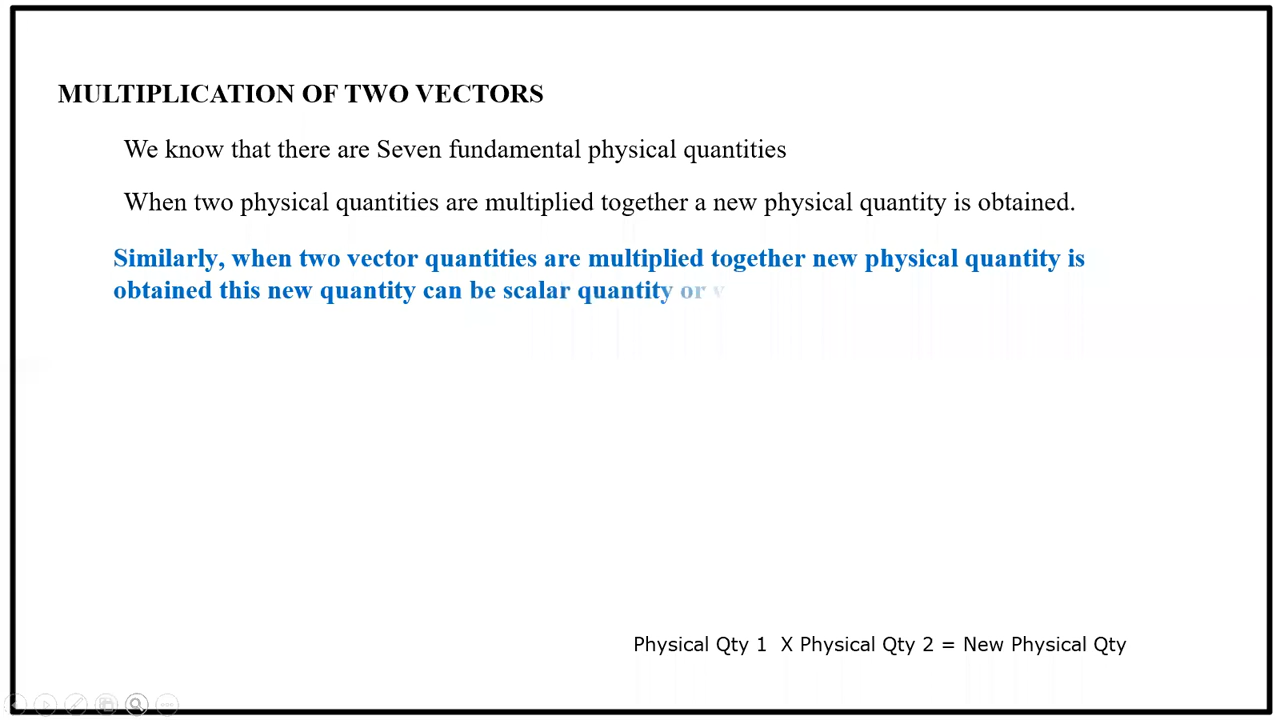 MULTIPLICATION OF TWO VECTORS
We know that there are Seven fundamental physical quantities
When two physical quantities are multiplied together a new physical quantity is obtained.
Similarly, when two vector quantities are multiplied together new physical quantity is
obtained this new quantity can be scalar quantity or v
Physical Qty 1 X Physical Qty 2 = New Physical Qty